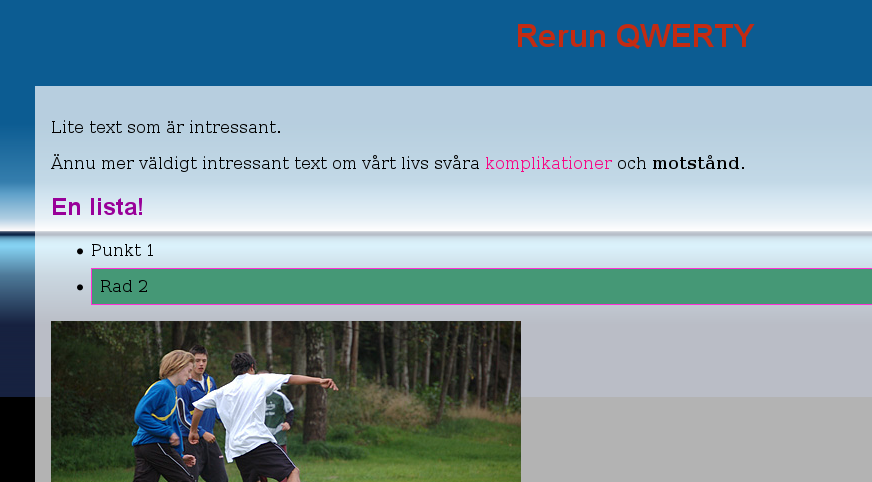 Rerun QWERTY
Lite text som är intressant.
Ännu mer väldigt intressant text om vårt livs svåra komplikationer och motstånd.
En lista!
Punkt 1
Rad 2